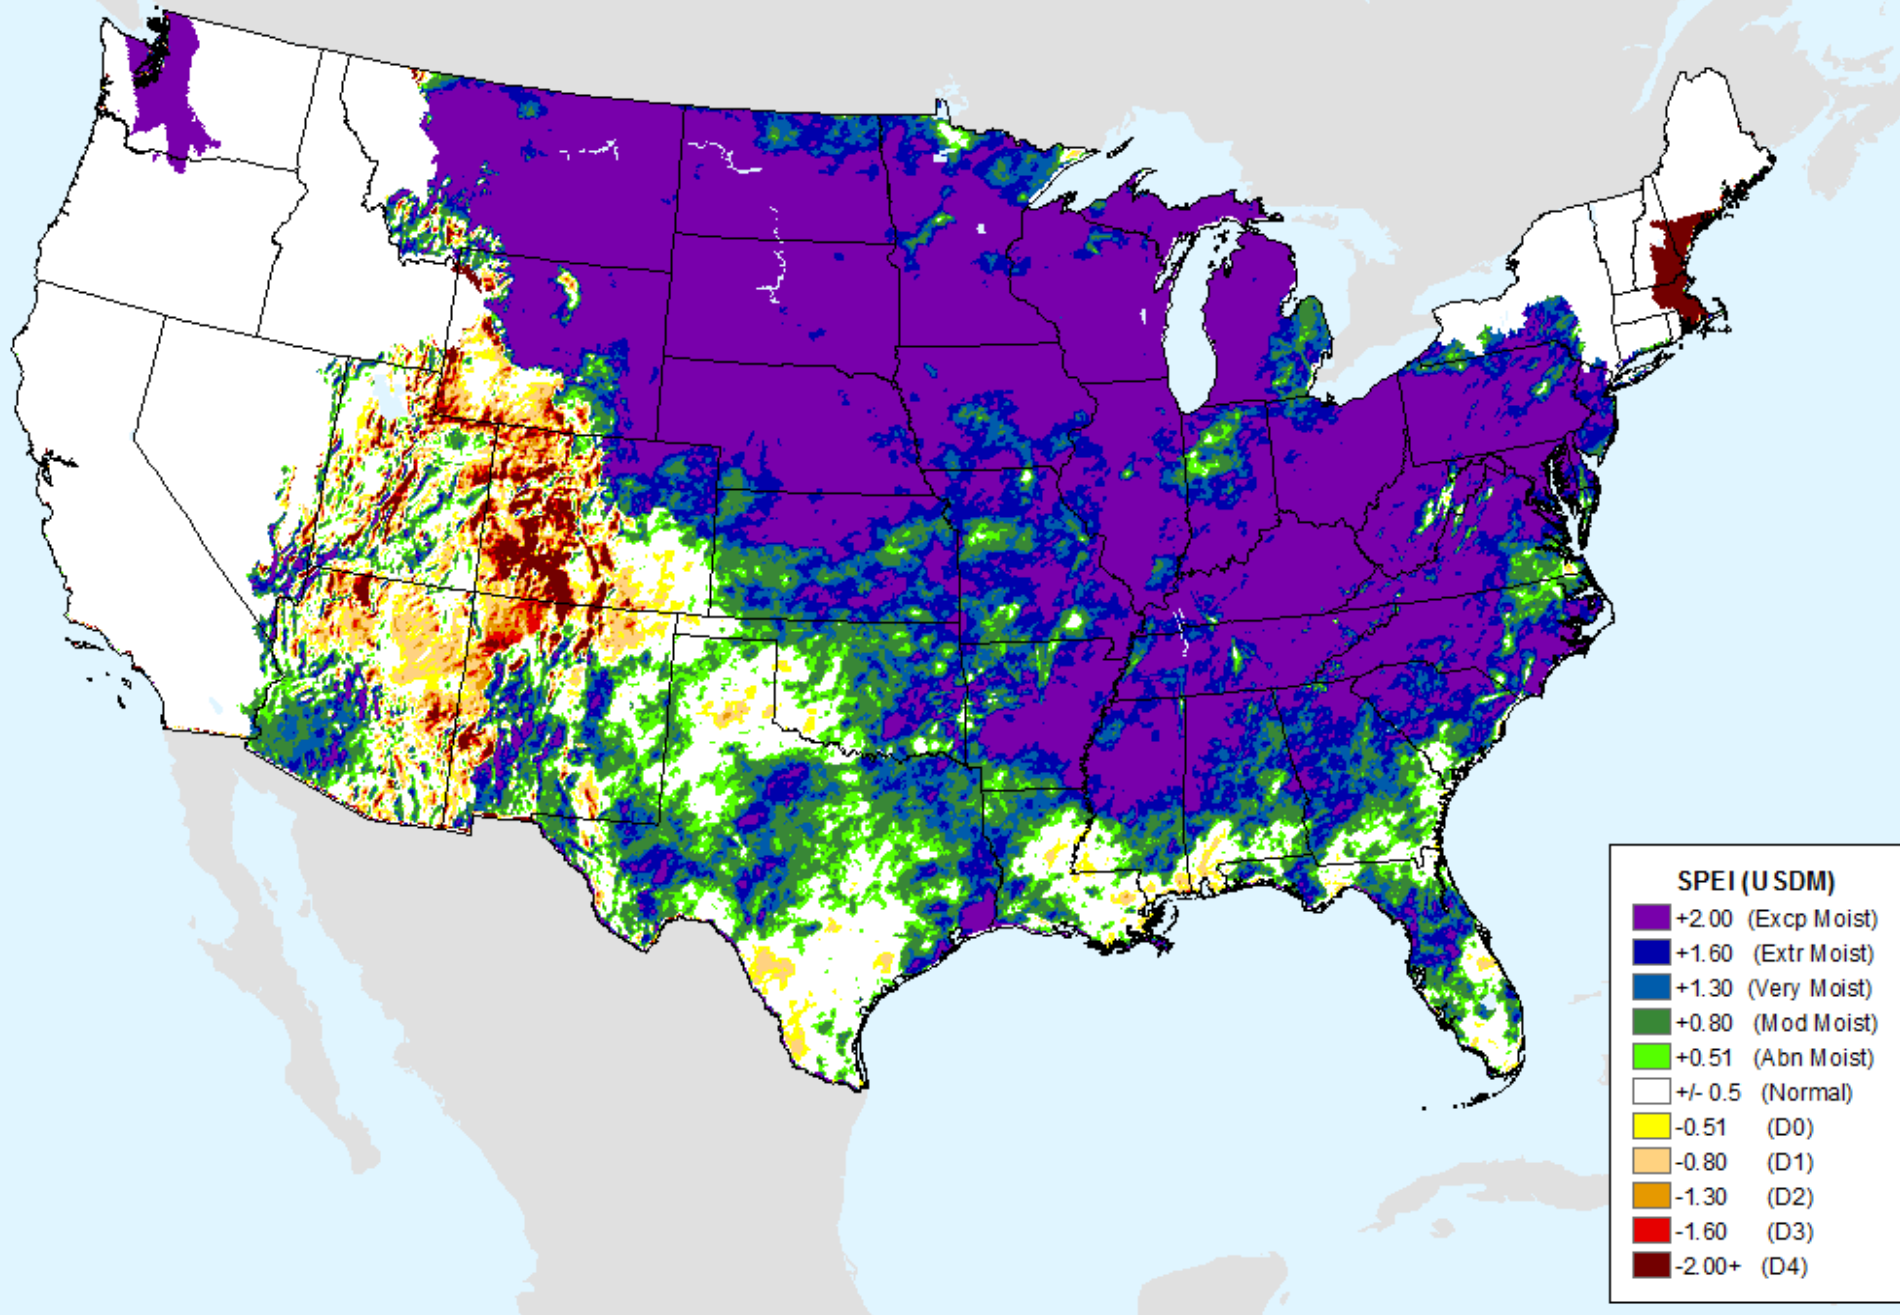 SPEI (USDM)
+2.00 (Excp Moist)
+1.60 (Extr Moist)
+1.30 (Very Moist)
+0.80 (Mod Moist)
+0.51 (Abn Moist)
+/- 0.5 (Normal)
-0.51 (D0)
-0.80 (D1)
-1.30 (D2)
-1.60 (D3)
-2.00+ (D4)